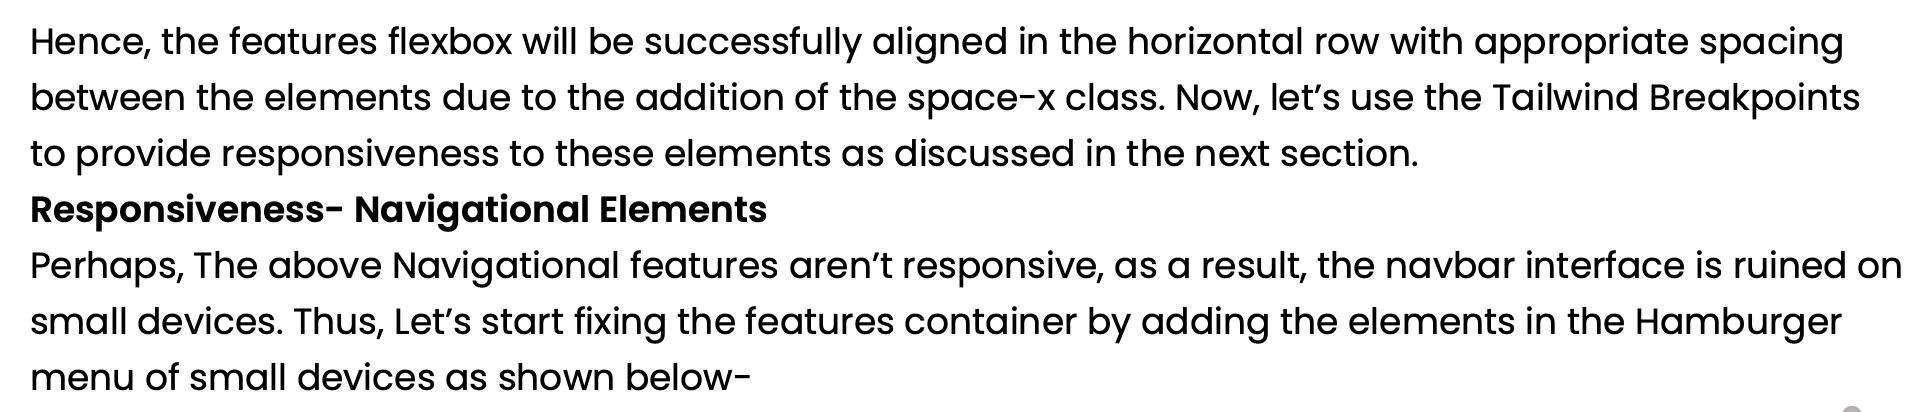 Hence, the features flexbox will be successfully aligned in the horizontal row with appropriate spacing
between the elements due to the addition of the space-x class. Now, let’s use the Tailwind Breakpoints
to provide responsiveness to these elements as discussed in the next section.
Responsiveness- Navigational Elements
Perhaps, The above Navigational features aren’t responsive, as a result, the navbar interface is ruined on
small devices. Thus, Let’s start fixing the features container by adding the elements in the Hamburger
menu of small devices as shown below-